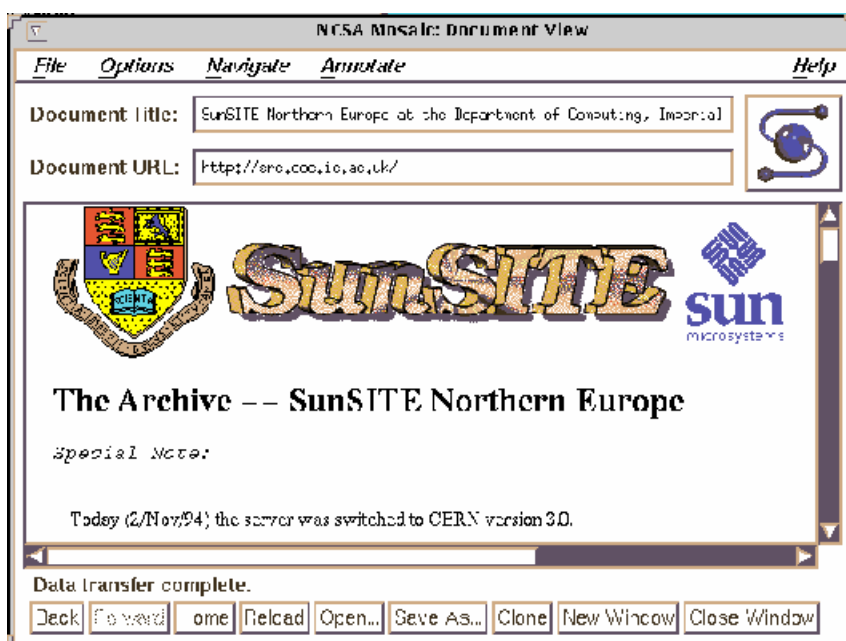 NCSA Mosaic: Document View
File Options Navigate Annotate Help
Document Title: SunSITE Northern Europe at the Department of Computing, Imperial
Document URL: http://src.doc.ic.ac.uk/
SunSITE
SCIENTIA
sun
microsystems
The Archive -- SunSITE Northern Europe
Special Note:
Today (2/Nov/94) the server was switched to CERN version 3.0.
Data transfer complete.
Back Forward ome Reload Open... Save As... Clone New Window Close Window